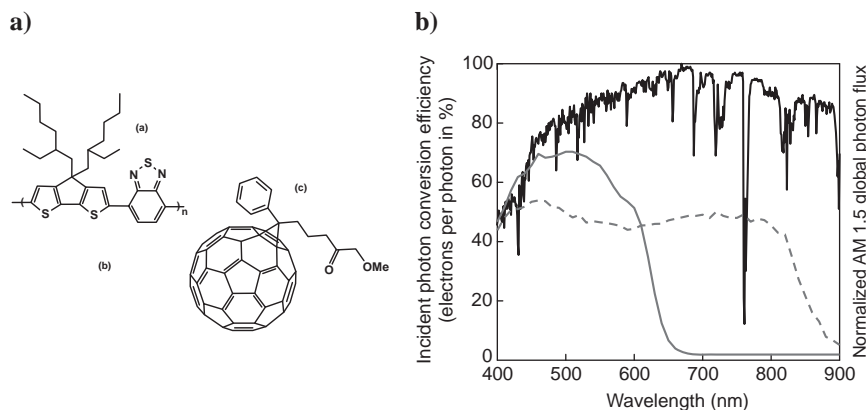 a)
(a)
S
N
N
S
S
n
(b)
(c)
O
OMe
b)
Incident photon conversion efficiency
(electrons per photon in %)
100
80
60
40
20
0
400
500
600
700
800
900
Wavelength (nm)
Normalized AM 1.5 global photon flux